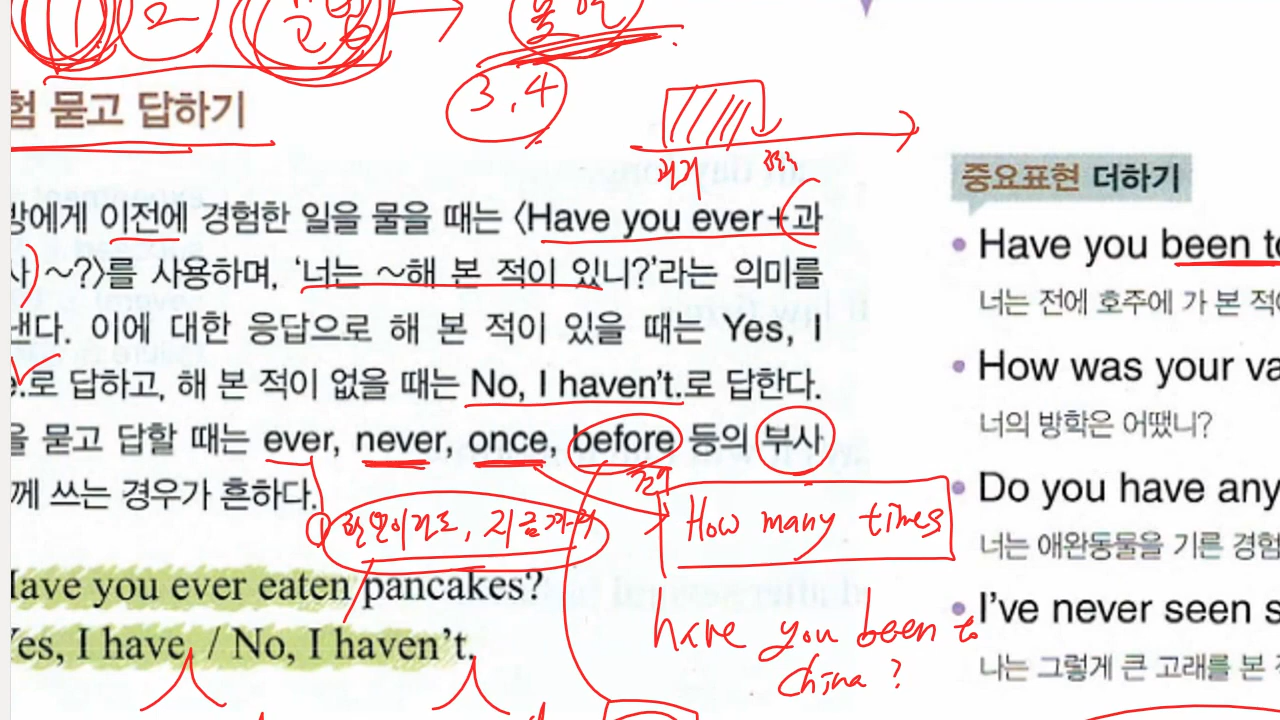 ① 2 문법 → 독해
3, 4
험 묻고 답하기
과거 현재
방에게 이전에 경험한 일을 물을 때는 〈Have you ever+과
사 ~?〉를 사용하며, ‘너는 ~해 본 적이 있니?’라는 의미를
낸다. 이에 대한 응답으로 해 본 적이 있을 때는 Yes, I
e.로 답하고, 해 본 적이 없을 때는 No, I haven't.로 답한다.
을 묻고 답할 때는 ever, never, once, before 등의 부사
께 쓰는 경우가 흔하다.
① 한 번이라도, 지금까지
How many times
have you been to
China?
Have you ever eaten pancakes?
Yes, I have / No, I haven't.
중요표현 더하기
• Have you been to
너는 전에 호주에 가 본 적이
• How was your va
너의 방학은 어땠니?
• Do you have any
너는 애완동물을 기른 경험
• I've never seen s
나는 그렇게 큰 고래를 본 적